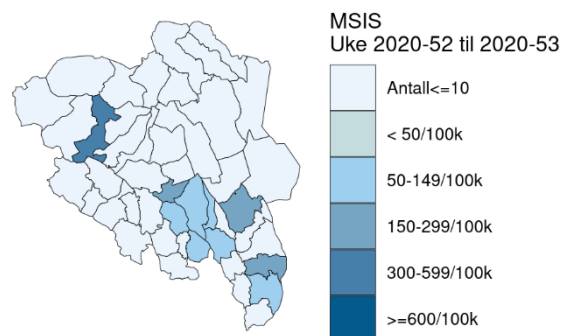 MSIS
Uke 2020-52 til 2020-53
Antall<=10
< 50/100k
50-149/100k
150-299/100k
300-599/100k
>=600/100k